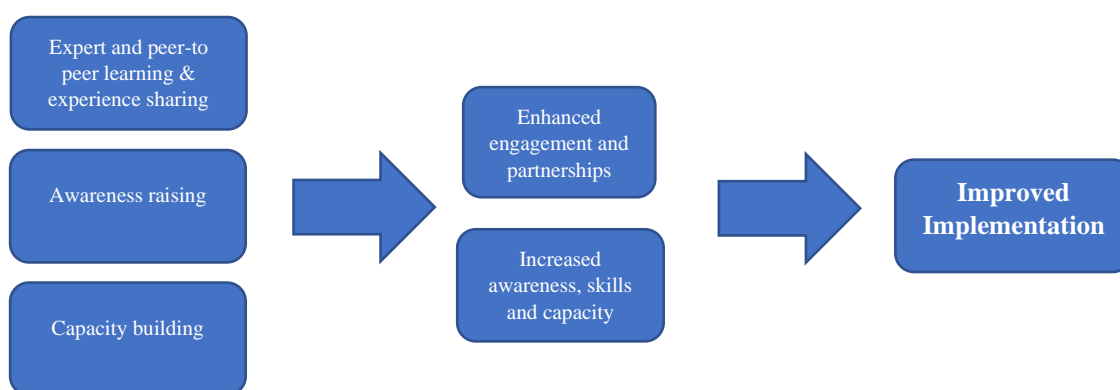 Expert and peer-to
peer learning &
experience sharing
Awareness raising
Capacity building
Enhanced
engagement and
partnerships
Increased
awareness, skills
and capacity
Improved
Implementation